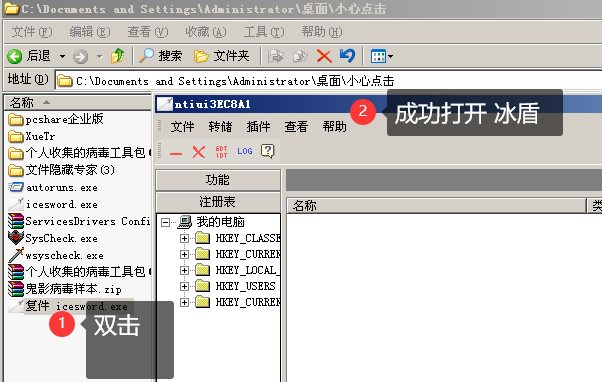 C:\Documents and Settings\Administrator\桌面\小心点击
文件(F) 编辑(E) 查看(V) 收藏(A) 工具(T) 帮助(H)
后退 搜索 文件夹
地址(D) C:\Documents and Settings\Administrator\桌面\小心点击
名称
ntiui3EC8A1
2
成功打开 冰盾
pcshare企业版
文件 转储 插件 查看 帮助
XueTr
个人收集的病毒工具包
GDT
IDT
LOG
文件隐藏专家(3)
autoruns.exe
功能
icesword.exe
注册表
名称
类
ServicesDrivers Confi
我的电脑
SysCheck.exe
HKEY_CLASSE
wsyscheck.exe
HKEY_CURREN
个人收集的病毒工具包
HKEY_LOCAL_
鬼影病毒样本.zip
HKEY_USERS
复件 icesword.exe
HKEY_CURREN
1
双击